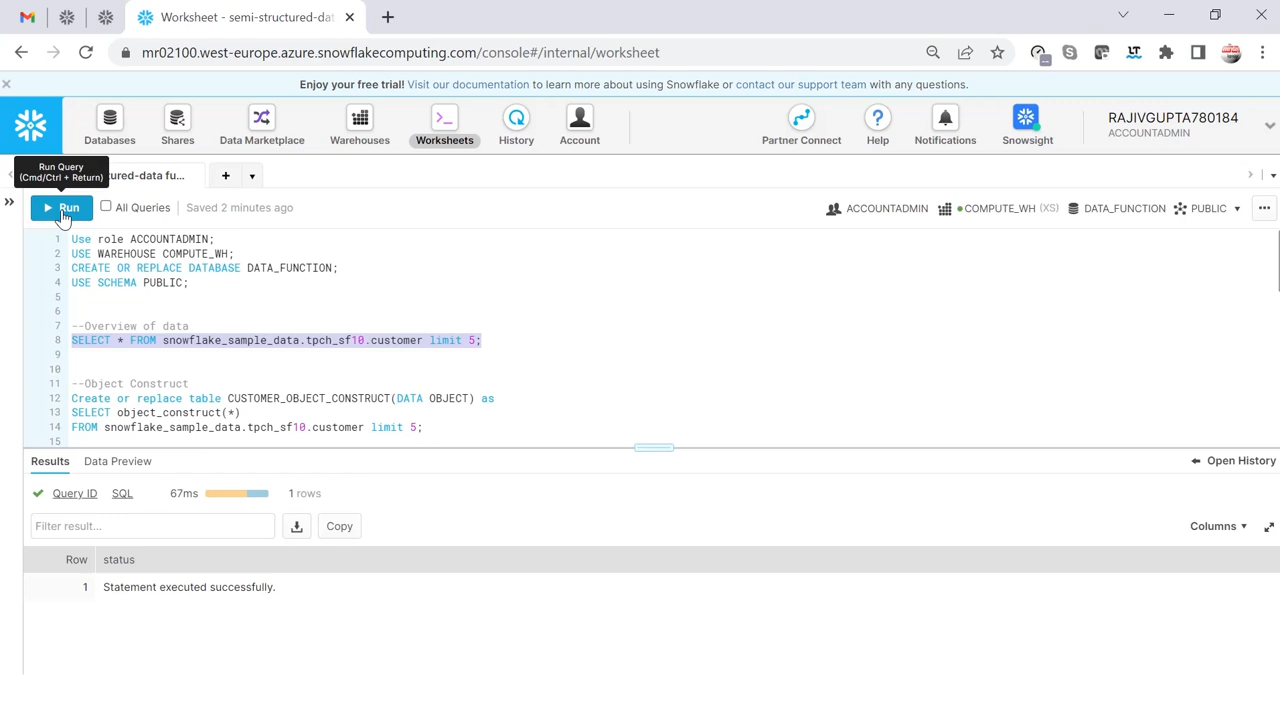 Worksheet - semi-structured-dat
mr02100.west-europe.azure.snowflakecomputing.com/console#/internal/worksheet
Enjoy your free trial! Visit our documentation to learn more about using Snowflake or contact our support team with any questions.
Databases
Shares
Data Marketplace
Warehouses
Worksheets
History
Account
Partner Connect
Help
Notifications
Snowsight
RAJIVGUPTA780184
ACCOUNTADMIN
Run Query
(Cmd/Ctrl + Return)
ured-data fu...
Run
All Queries
Saved 2 minutes ago
ACCOUNTADMIN
COMPUTE_WH (XS)
DATA_FUNCTION
PUBLIC
1 Use role ACCOUNTADMIN;
2 USE WAREHOUSE COMPUTE_WH;
3 CREATE OR REPLACE DATABASE DATA_FUNCTION;
4 USE SCHEMA PUBLIC;
5
6
7 --Overview of data
8 SELECT * FROM snowflake_sample_data.tpch_sf10.customer limit 5;
9
10
11 --Object Construct
12 Create or replace table CUSTOMER_OBJECT_CONSTRUCT(DATA OBJECT) as
13 SELECT object_construct(*)
14 FROM snowflake_sample_data.tpch_sf10.customer limit 5;
15
Results
Data Preview
Open History
Query ID
SQL
67ms
1 rows
Filter result...
Copy
Columns
Row status
1 Statement executed successfully.